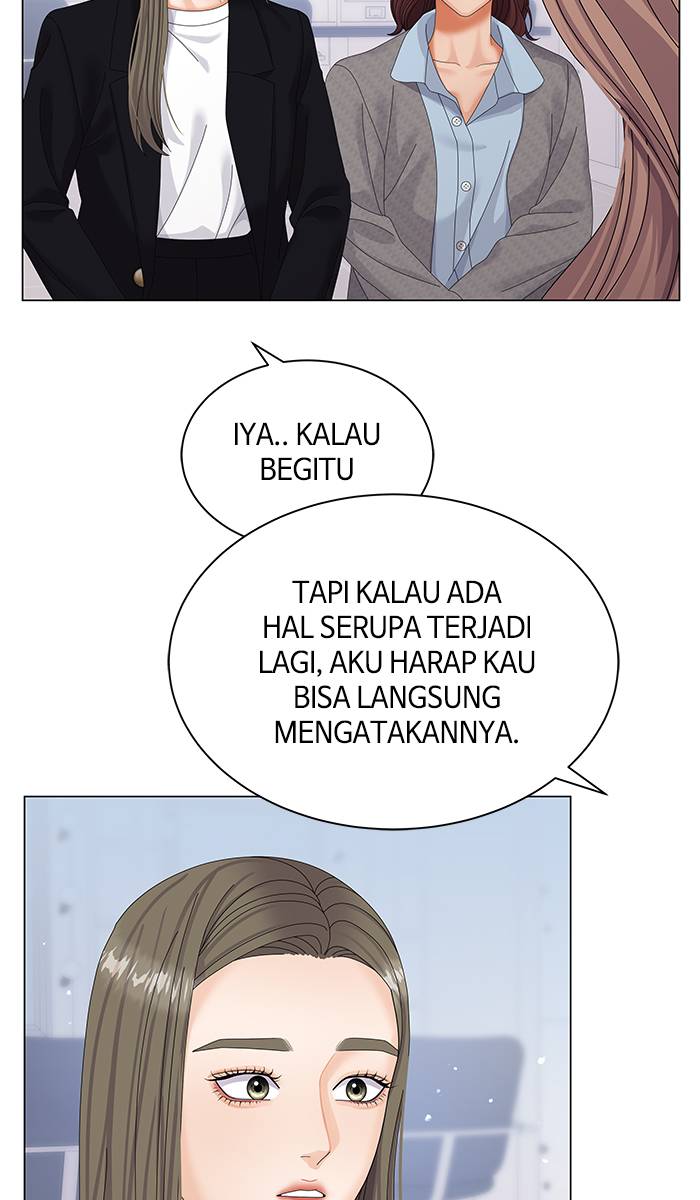 IYA.. KALAU
BEGITU
TAPI KALAU ADA
HAL SERUPA TERJADI
LAGI, AKU HARAP KAU
BISA LANGSUNG
MENGATAKANNYA.